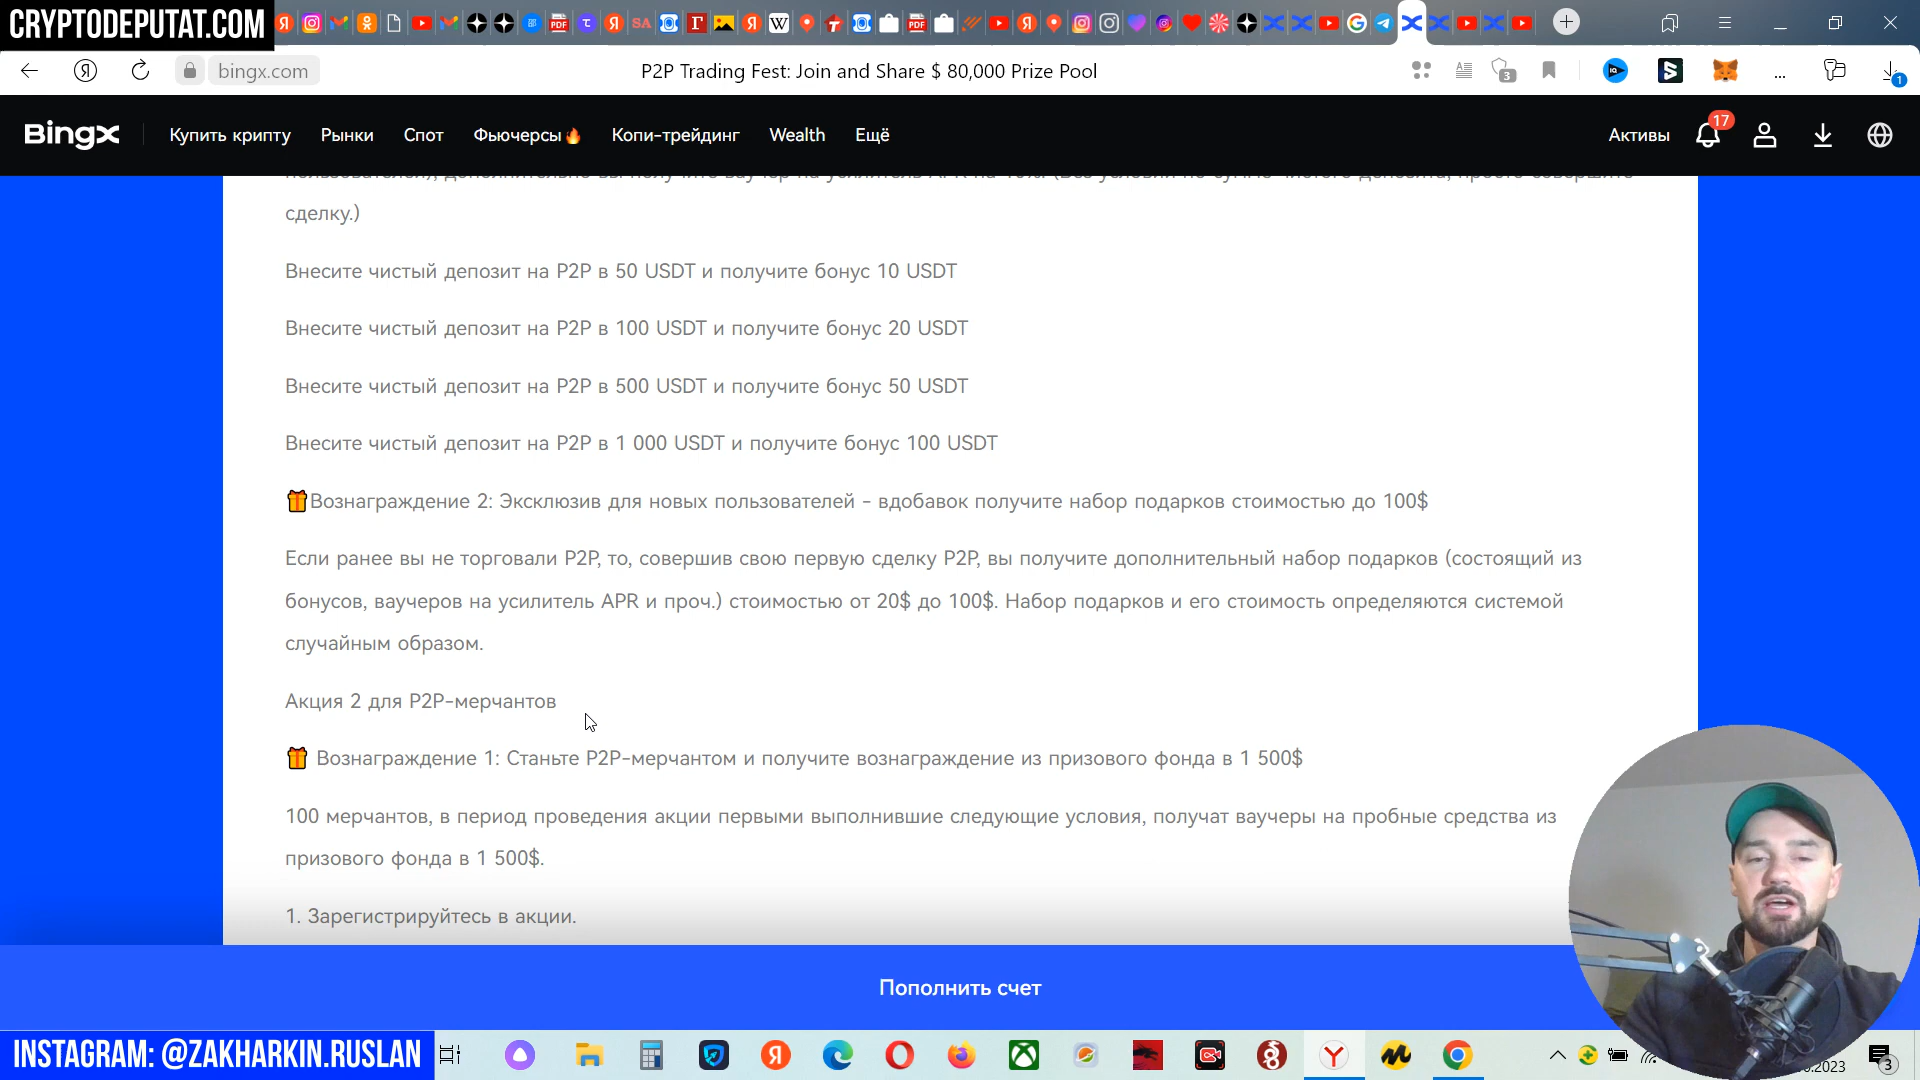 CRYPTODEPUTAT.COM
bingx.com
P2P Trading Fest: Join and Share $ 80,000 Prize Pool
3
1
BingX
Купить крипту
Рынки
Спот
Фьючерсы
Копи-трейдинг
Wealth
Ещё
Активы
17
сделку.)
Внесите чистый депозит на P2P в 50 USDT и получите бонус 10 USDT
Внесите чистый депозит на P2P в 100 USDT и получите бонус 20 USDT
Внесите чистый депозит на P2P в 500 USDT и получите бонус 50 USDT
Внесите чистый депозит на P2P в 1 000 USDT и получите бонус 100 USDT
Вознаграждение 2: Эксклюзив для новых пользователей - вдобавок получите набор подарков стоимостью до 100$
Если ранее вы не торговали P2P, то, совершив свою первую сделку P2P, вы получите дополнительный набор подарков (состоящий из
бонусов, ваучеров на усилитель APR и проч.) стоимостью от 20$ до 100$. Набор подарков и его стоимость определяются системой
случайным образом.
Акция 2 для P2P-мерчантов
Вознаграждение 1: Станьте P2P-мерчантом и получите вознаграждение из призового фонда в 1 500$
100 мерчантов, в период проведения акции первыми выполнившие следующие условия, получат ваучеры на пробные средства из
призового фонда в 1 500$.
1. Зарегистрируйтесь в акции.
Пополнить счет
INSTAGRAM: @ZAKHARKIN.RUSLAN
2023
3